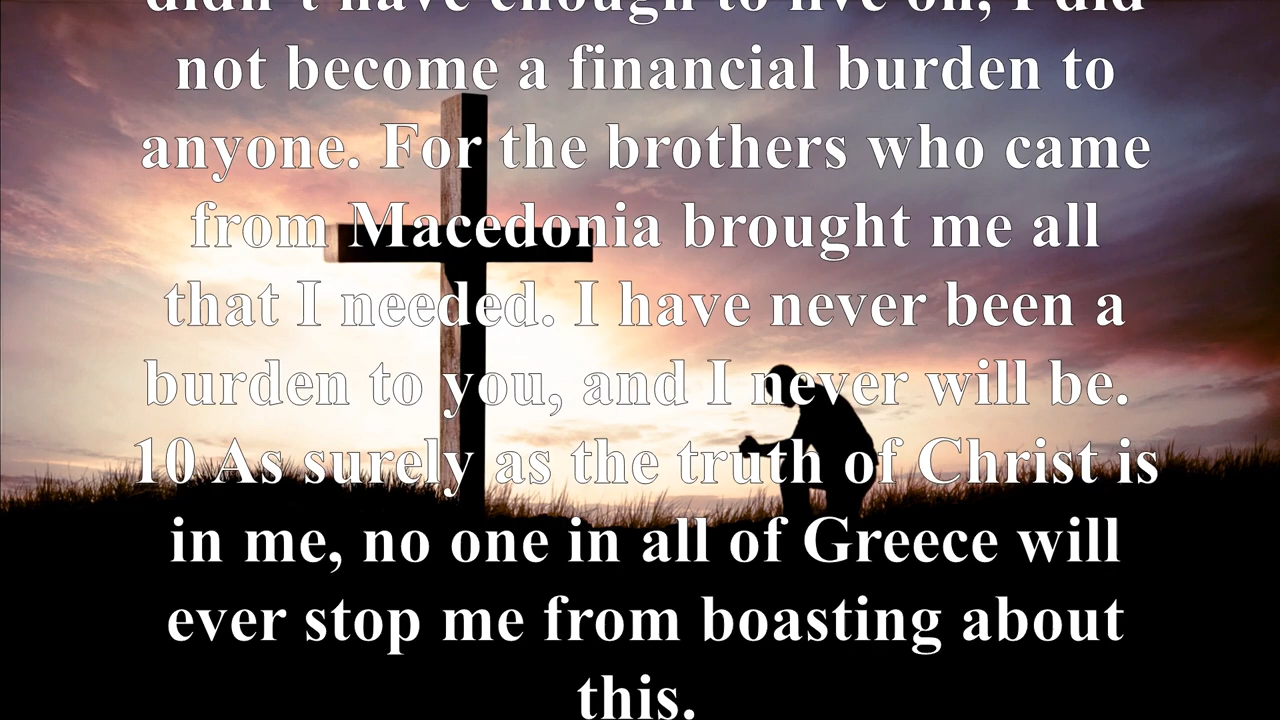 didn't have enough to live on, I did
not become a financial burden to
anyone. For the brothers who came
from Macedonia brought me all
that I needed. I have never been a
burden to you, and I never will be.
10 As surely as the truth of Christ is
in me, no one in all of Greece will
ever stop me from boasting about
this.